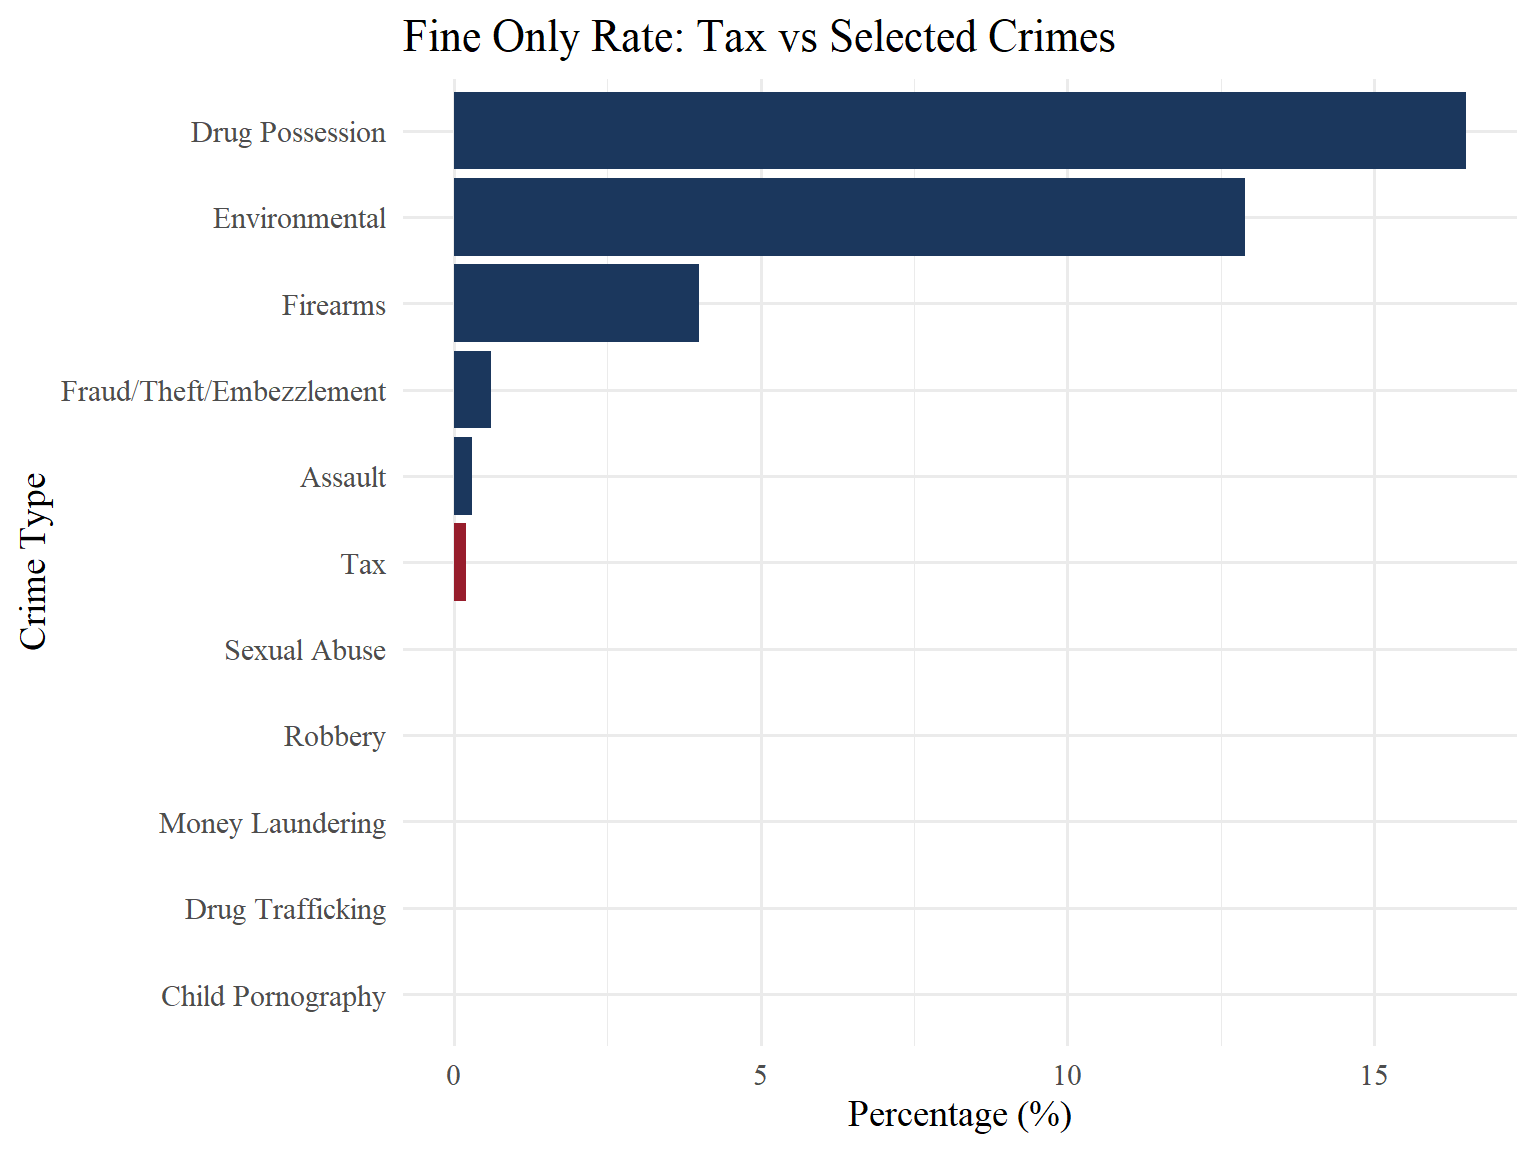 Fine Only Rate: Tax vs Selected Crimes
Crime Type
Drug Possession
Environmental
Firearms
Fraud/Theft/Embezzlement
Assault
Tax
Sexual Abuse
Robbery
Money Laundering
Drug Trafficking
Child Pornography
0 5 10 15
Percentage (%)